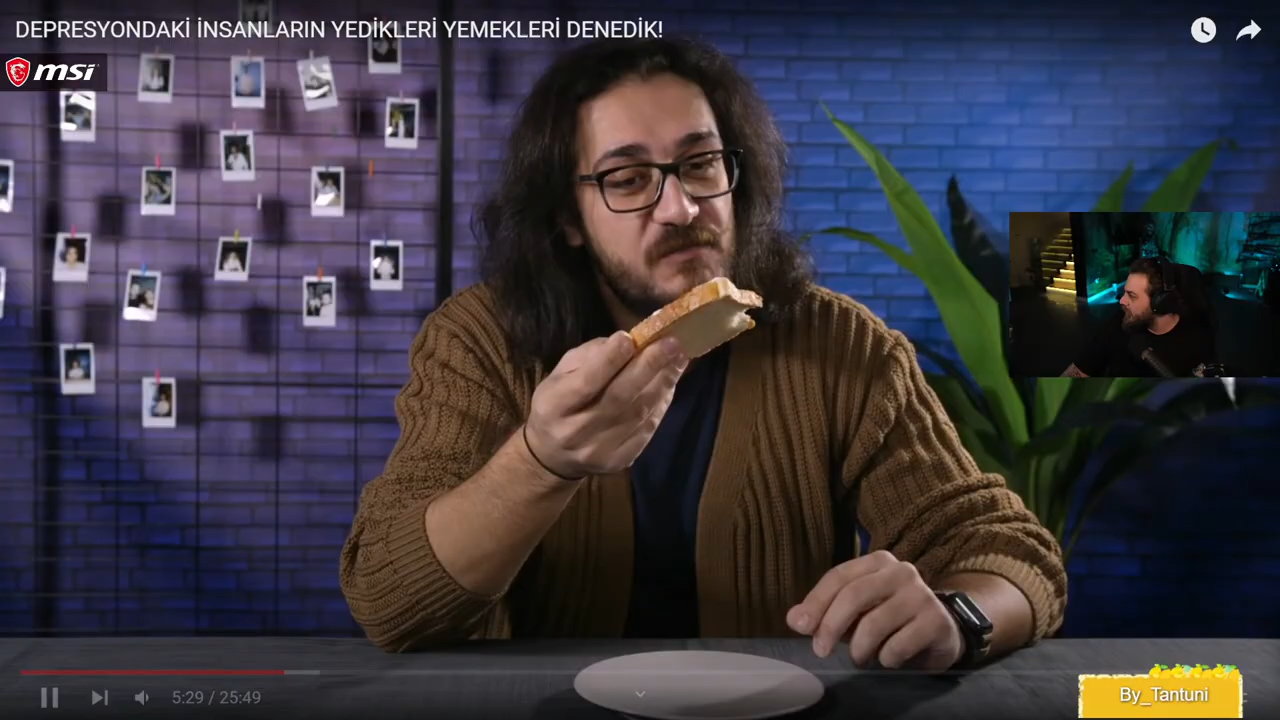 DEPRESYONDAKİ İNSANLARIN YEDİKLERİ YEMEKLERİ DENEDİK!
msi
5:29 / 25:49
By_Tantuni